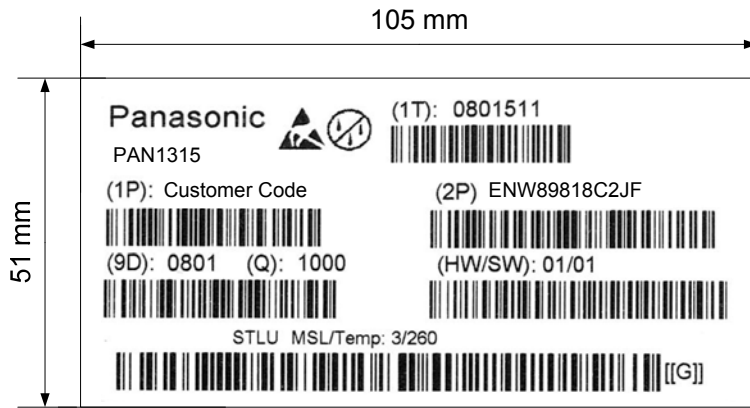 105 mm
51 mm
Panasonic
PAN1315
(1T): 0801511
(1P): Customer Code
(2P) ENW89818C2JF
(9D): 0801 (Q): 1000
(HW/SW): 01/01
STLU MSL/Temp: 3/260
[[G]]